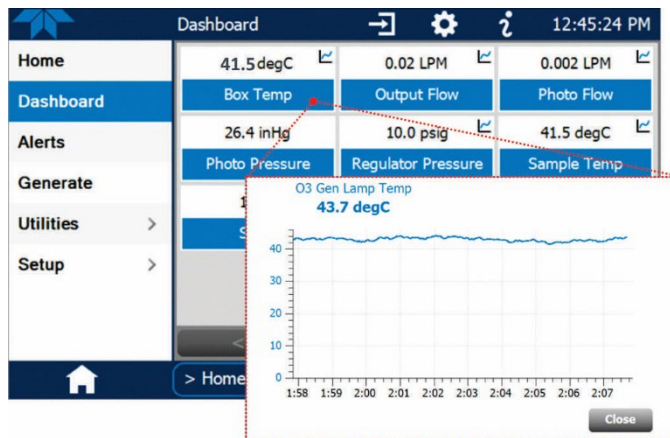 Dashboard
12:45:24 PM
Home
Dashboard
Alerts
Generate
Utilities >
Setup >
41.5 degC
Box Temp
0.02 LPM
Output Flow
0.002 LPM
Photo Flow
26.4 inHg
Photo Pressure
10.0 psig
Regulator Pressure
41.5 degC
Sample Temp
O3 Gen Lamp Temp
43.7 degC
40
30
20
10
0
1:58 1:59 2:00 2:01 2:02 2:03 2:04 2:05 2:06 2:07
Close
> Home